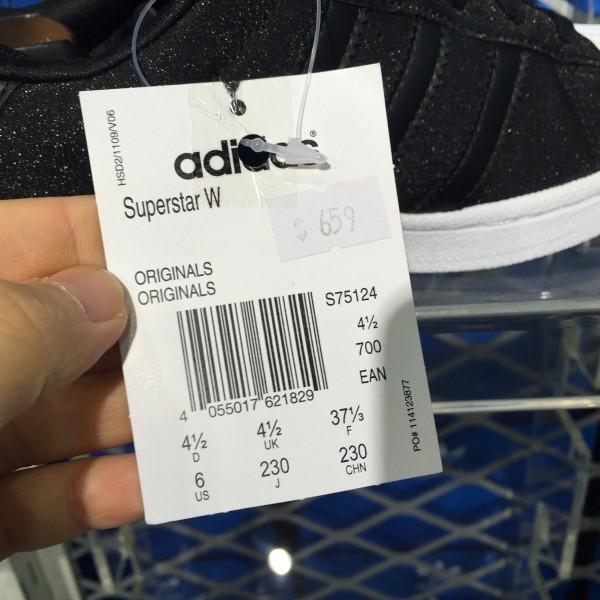 HSD2/1109/V06
adidas®
Superstar W
$ 659
ORIGINALS
ORIGINALS
S75124
4½
700
EAN
4 055017 621829
4½ 4½ 37⅓
D UK F
6 230 230
US J CHN
PO# 114123877